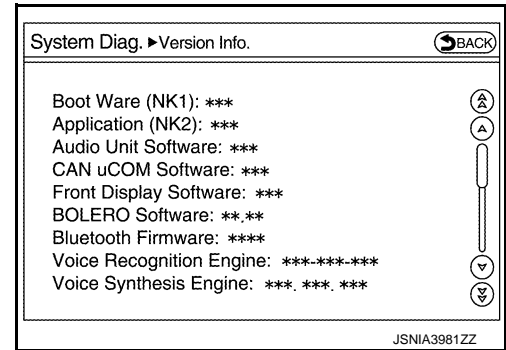 System Diag. ►Version Info.
BACK
Boot Ware (NK1): ***
Application (NK2): ***
Audio Unit Software: ***
CAN uCOM Software: ***
Front Display Software: ***
BOLERO Software: **.**
Bluetooth Firmware: ****
Voice Recognition Engine: ***-***-***
Voice Synthesis Engine: ***. ***. ***
JSNIA3981ZZ